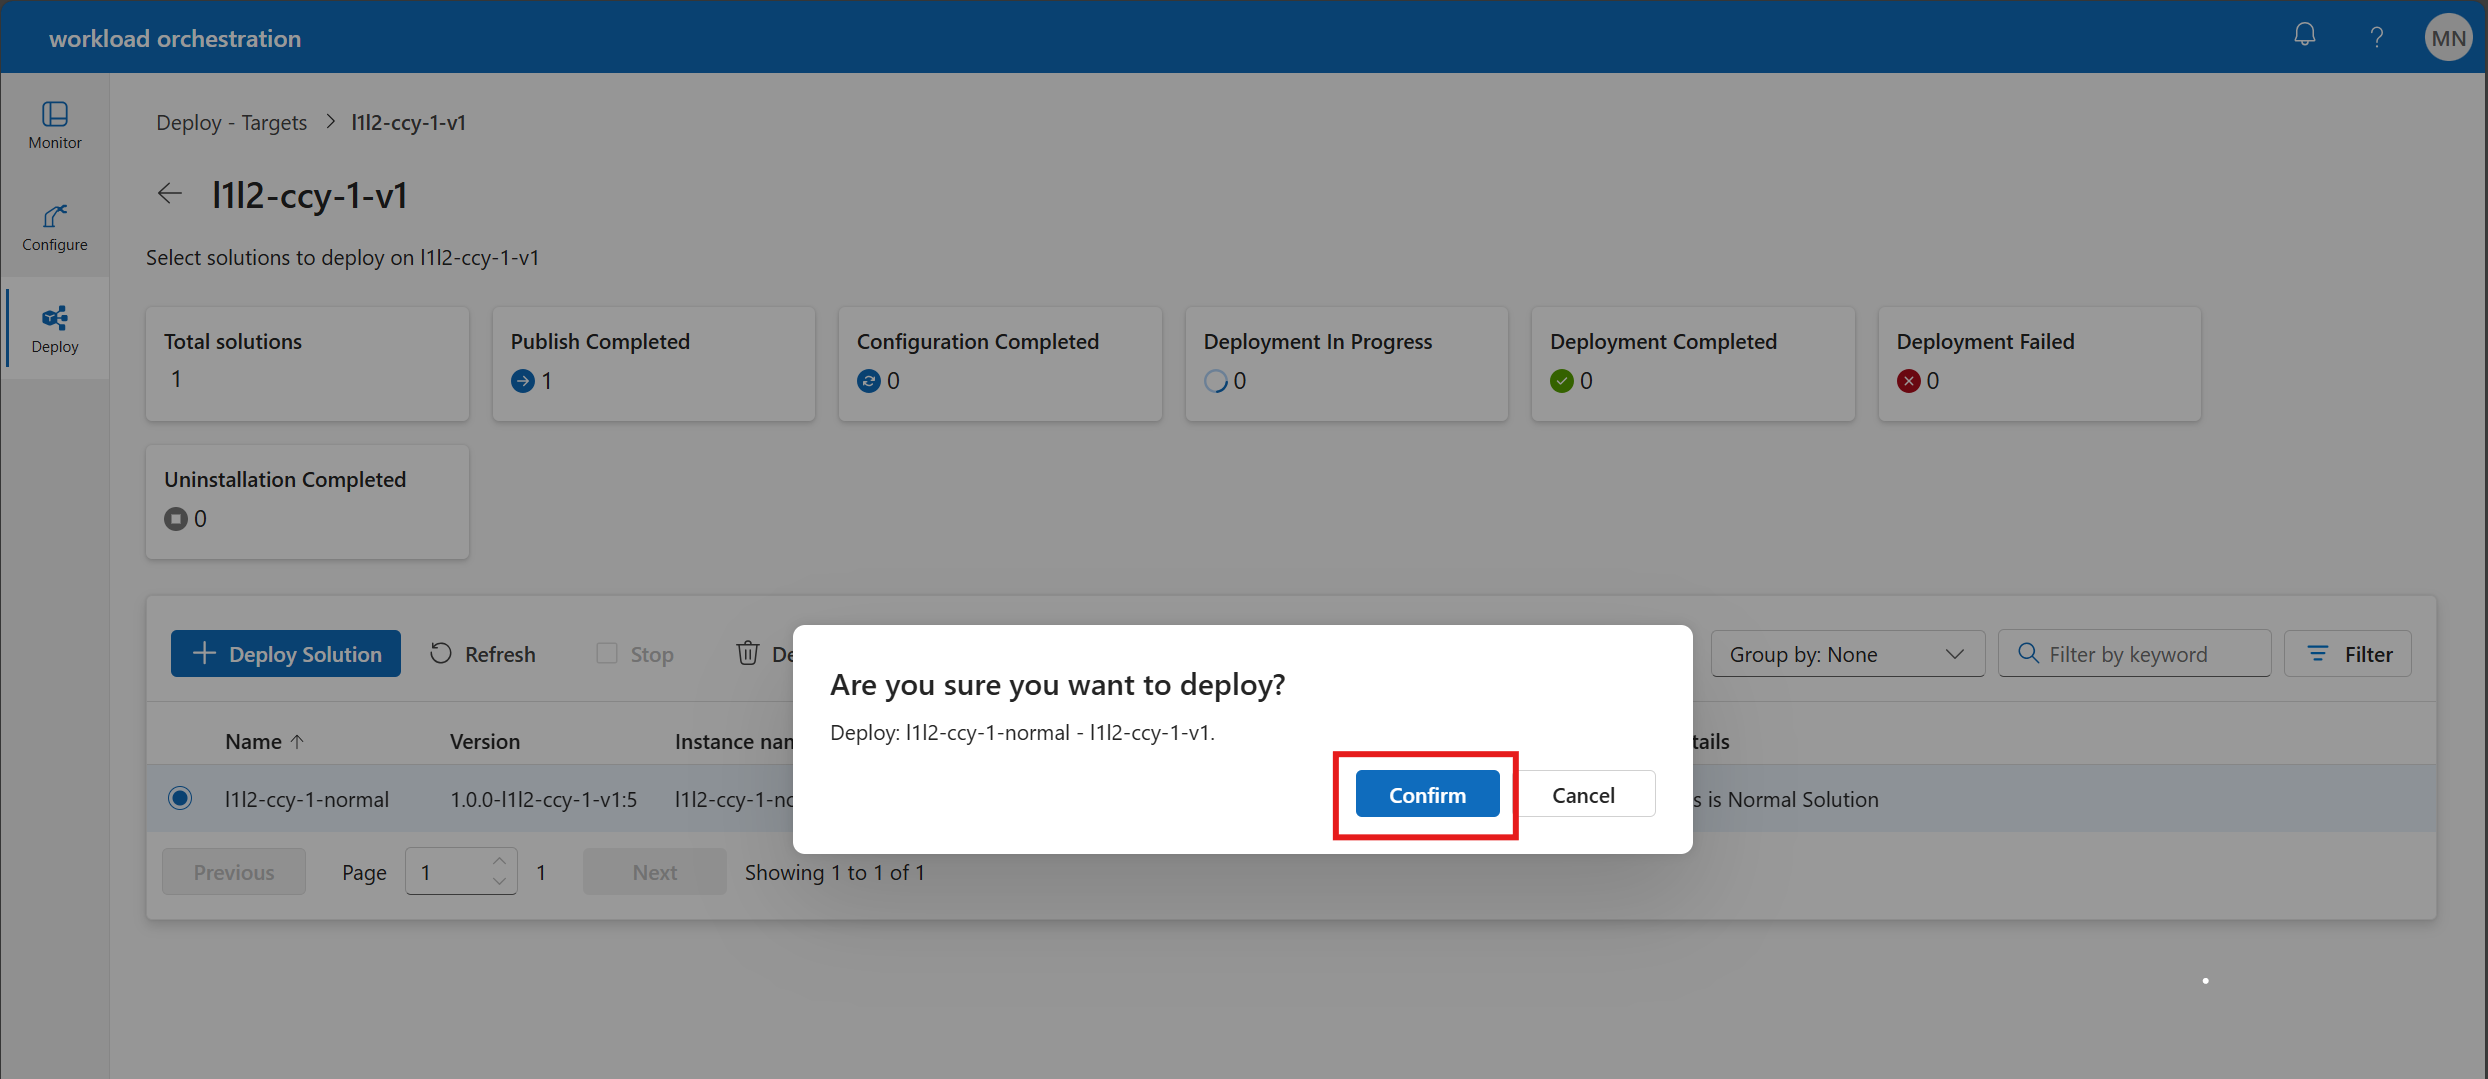 workload orchestration
MN
Monitor
Configure
Deploy
Deploy - Targets > l1l2-ccy-1-v1
l1l2-ccy-1-v1
Select solutions to deploy on l1l2-ccy-1-v1
Total solutions
1
Publish Completed
1
Configuration Completed
0
Deployment In Progress
0
Deployment Completed
0
Deployment Failed
0
Uninstallation Completed
0
Deploy Solution
Refresh
Stop
De
Group by: None
Filter by keyword
Filter
Are you sure you want to deploy?
Deploy: l1l2-ccy-1-normal - l1l2-ccy-1-v1.
Confirm
Cancel
Name ↑
Version
Instance nan
tails
l1l2-ccy-1-normal
1.0.0-l1l2-ccy-1-v1:5
l1l2-ccy-1-no
s is Normal Solution
Previous
Page
1
1
Next
Showing 1 to 1 of 1